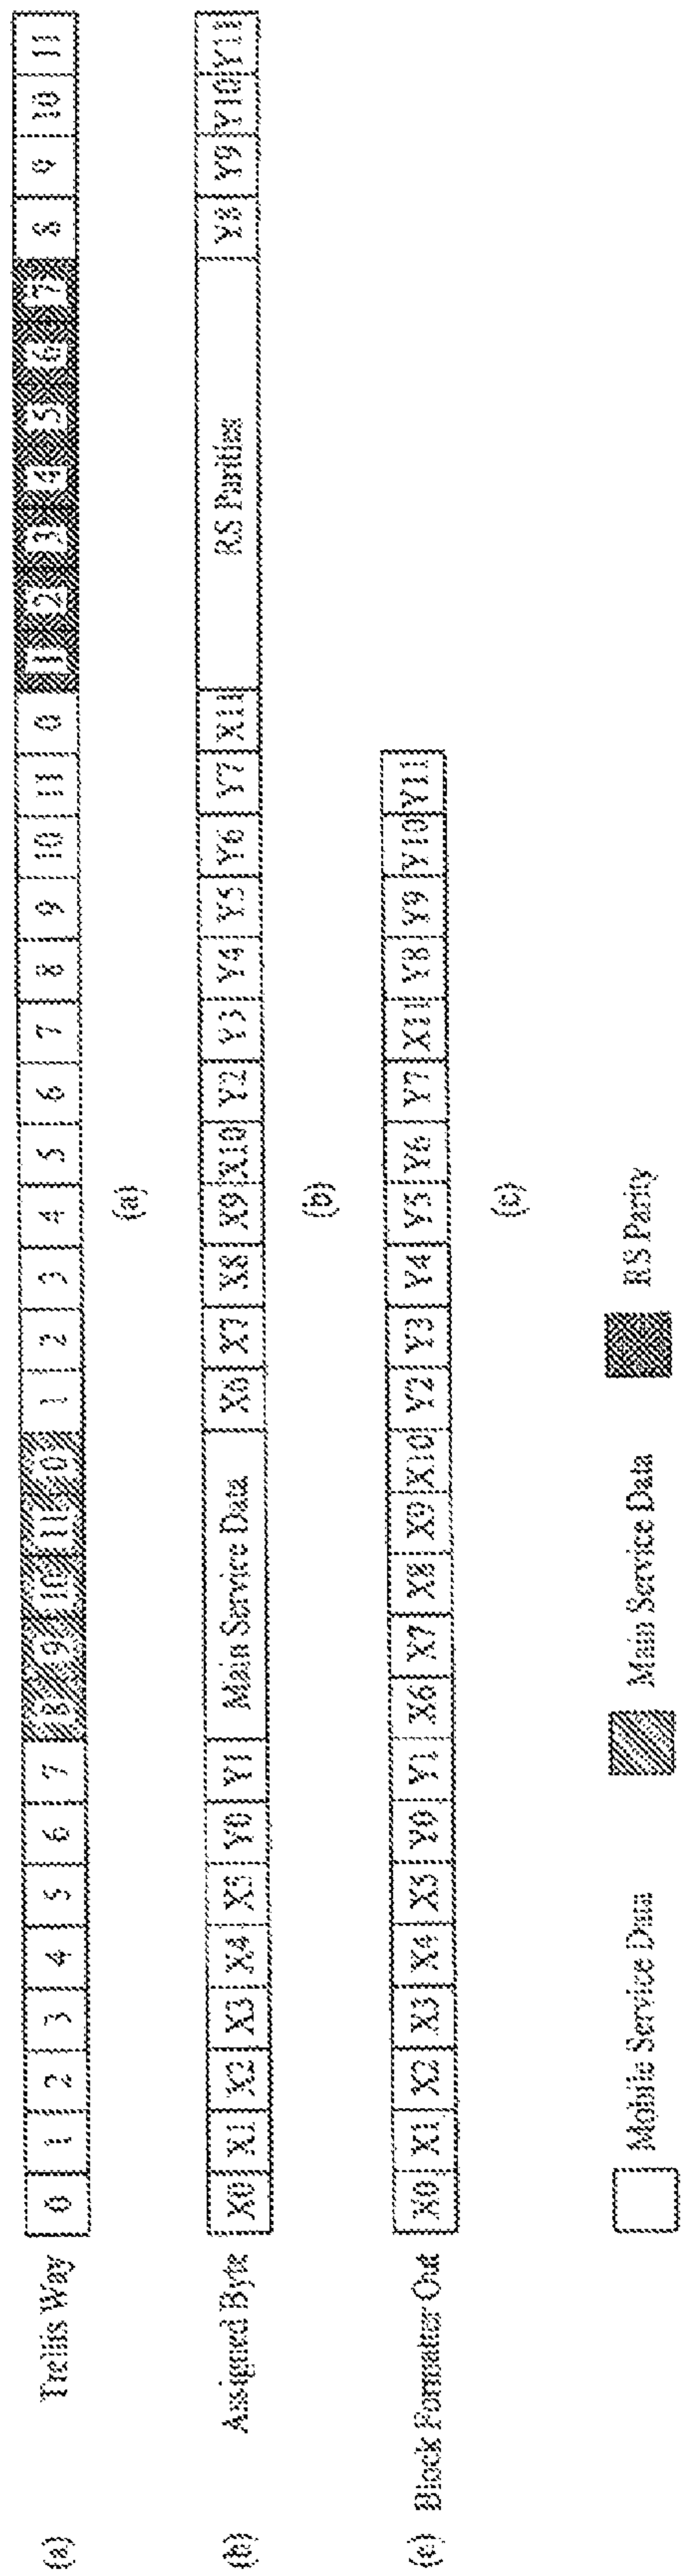 (a) Trellis Way 0 1 2 3 4 5 6 7 8 9 10 11 0 1 2 3 4 5 6 7 8 9 10 11 0 1 2 3 4 5 6 7 8 9 10 11
(a)
(b) Assigned Byte X0 X1 X2 X3 X4 X5 Y0 Y1 Main Service Data X6 X7 X8 X9 X10 Y2 Y3 Y4 Y5 Y6 Y7 X11 RS Parities Y8 Y9 Y10 Y11
(b)
(c) Block Formatter Out X0 X1 X2 X3 X4 X5 Y0 Y1 X6 X7 X8 X9 X10 Y2 Y3 Y4 Y5 Y6 Y7 X11 Y8 Y9 Y10 Y11
(c)
Mobile Service Data Main Service Data RS Parity